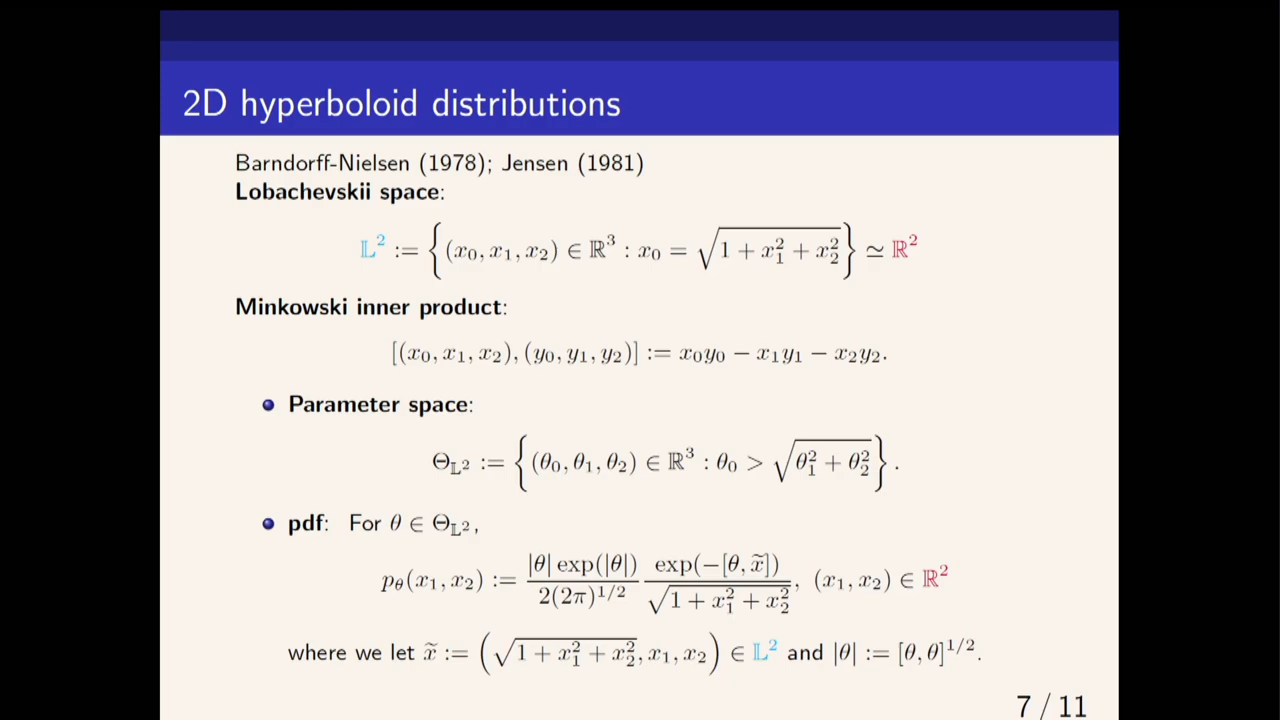 2D hyperboloid distributions
Barndorff-Nielsen (1978); Jensen (1981)
Lobachevskii space:
𝕃² := {(x₀, x₁, x₂) ∈ ℝ³ : x₀ = √(1 + x₁² + x₂²)} ≃ ℝ²
Minkowski inner product:
[(x₀, x₁, x₂), (y₀, y₁, y₂)] := x₀y₀ − x₁y₁ − x₂y₂.
• Parameter space:
Θ_𝕃² := {(θ₀, θ₁, θ₂) ∈ ℝ³ : θ₀ > √(θ₁² + θ₂²)}.
• pdf: For θ ∈ Θ_𝕃²,
p_θ(x₁, x₂) := |θ| exp(|θ|) / 2(2π)^{1/2} exp(−[θ, x̃]) / √(1 + x₁² + x₂²), (x₁, x₂) ∈ ℝ²
where we let x̃ := (√(1 + x₁² + x₂²), x₁, x₂) ∈ 𝕃² and |θ| := [θ, θ]^{1/2}.
7 / 11